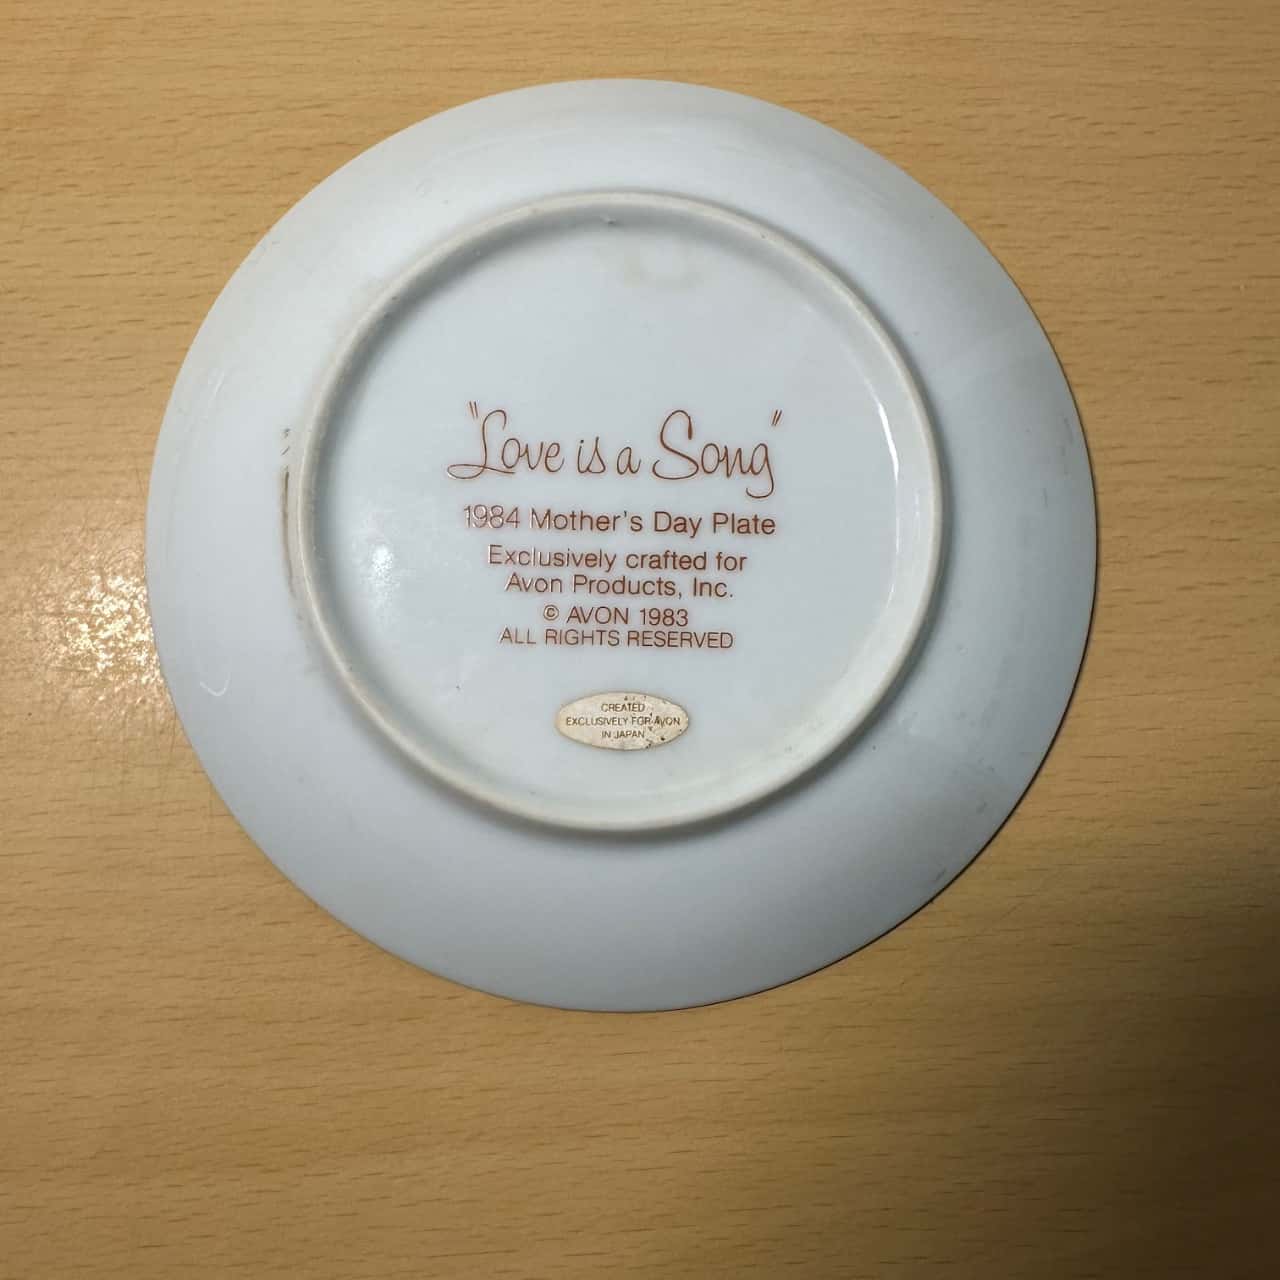 "Love is a Song"
1984 Mother's Day Plate
Exclusively crafted for
Avon Products, Inc.
© AVON 1983
ALL RIGHTS RESERVED
CREATED
EXCLUSIVELY FOR AVON
IN JAPAN